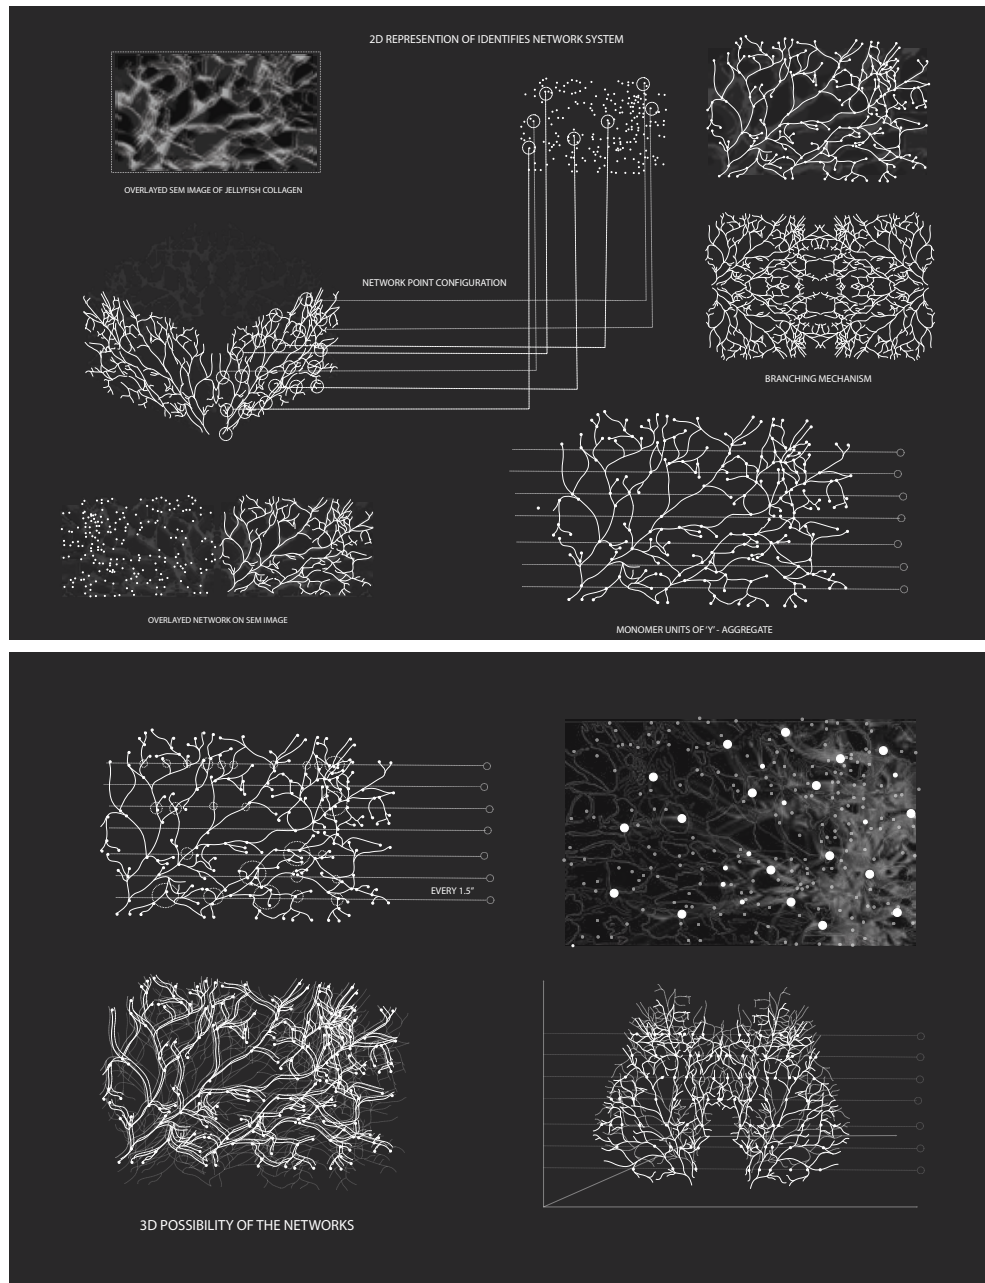 2D REPRESENTION OF IDENTIFIES NETWORK SYSTEM
OVERLAYED SEM IMAGE OF JELLYFISH COLLAGEN
NETWORK POINT CONFIGURATION
BRANCHING MECHANISM
OVERLAYED NETWORK ON SEM IMAGE
MONOMER UNITS OF 'Y' - AGGREGATE
EVERY 1.5"
3D POSSIBILITY OF THE NETWORKS